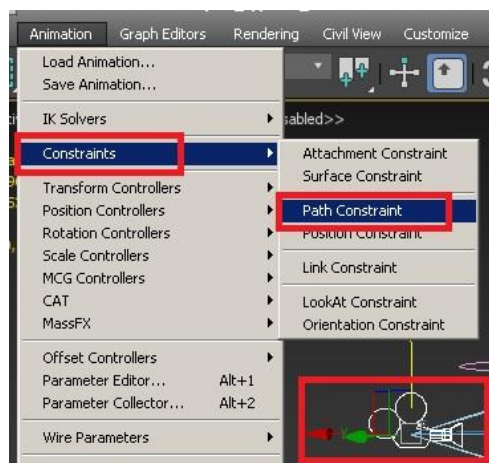 Animation Graph Editors Rendering Civil View Customize
Load Animation...
Save Animation...
IK Solvers
sabled>>
Constraints
Attachment Constraint
Surface Constraint
Transform Controllers
Path Constraint
Position Controllers
Position Constraint
Rotation Controllers
Scale Controllers
Link Constraint
MCG Controllers
CAT
LookAt Constraint
MassFX
Orientation Constraint
Offset Controllers
Parameter Editor... Alt+1
Parameter Collector... Alt+2
Wire Parameters
Y